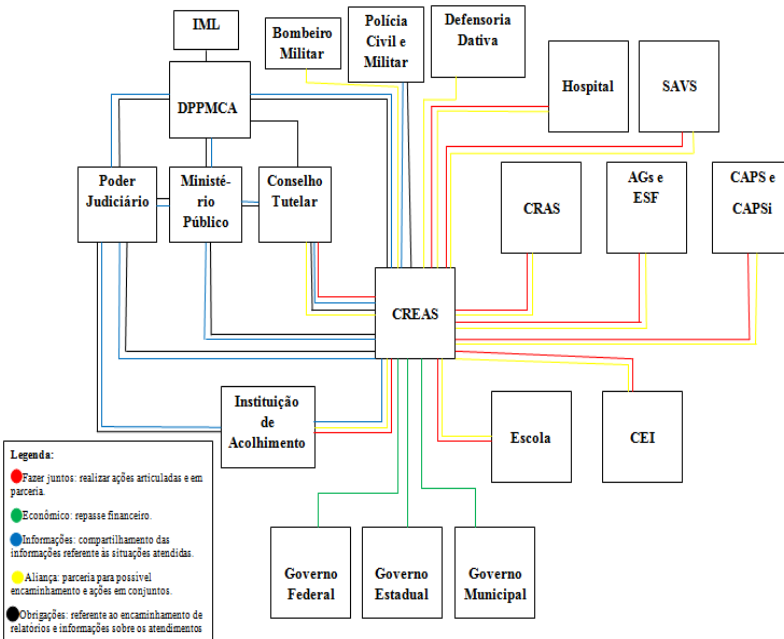 IML
Bombeiro
Militar
Polícia
Civil e
Militar
Defensoria
Dativa
DPPMCA
Hospital
SAVS
Poder
Judiciário
Ministé-
rio
Público
Conselho
Tutelar
CRAS
AGs e
ESF
CAPS e
CAPSi
CREAS
Instituição
de
Acolhimento
Escola
CEI
Governo
Federal
Governo
Estadual
Governo
Municipal
Legenda:
Fazer juntos: realizar ações articuladas e em
parceria.
Econômico: repasse financeiro.
Informações: compartilhamento das
informações referente às situações atendidas.
Aliança: parceria para possível
encaminhamento e ações em conjuntos.
Obrigações: referente ao encaminhamento de
relatórios e informações sobre os atendimentos